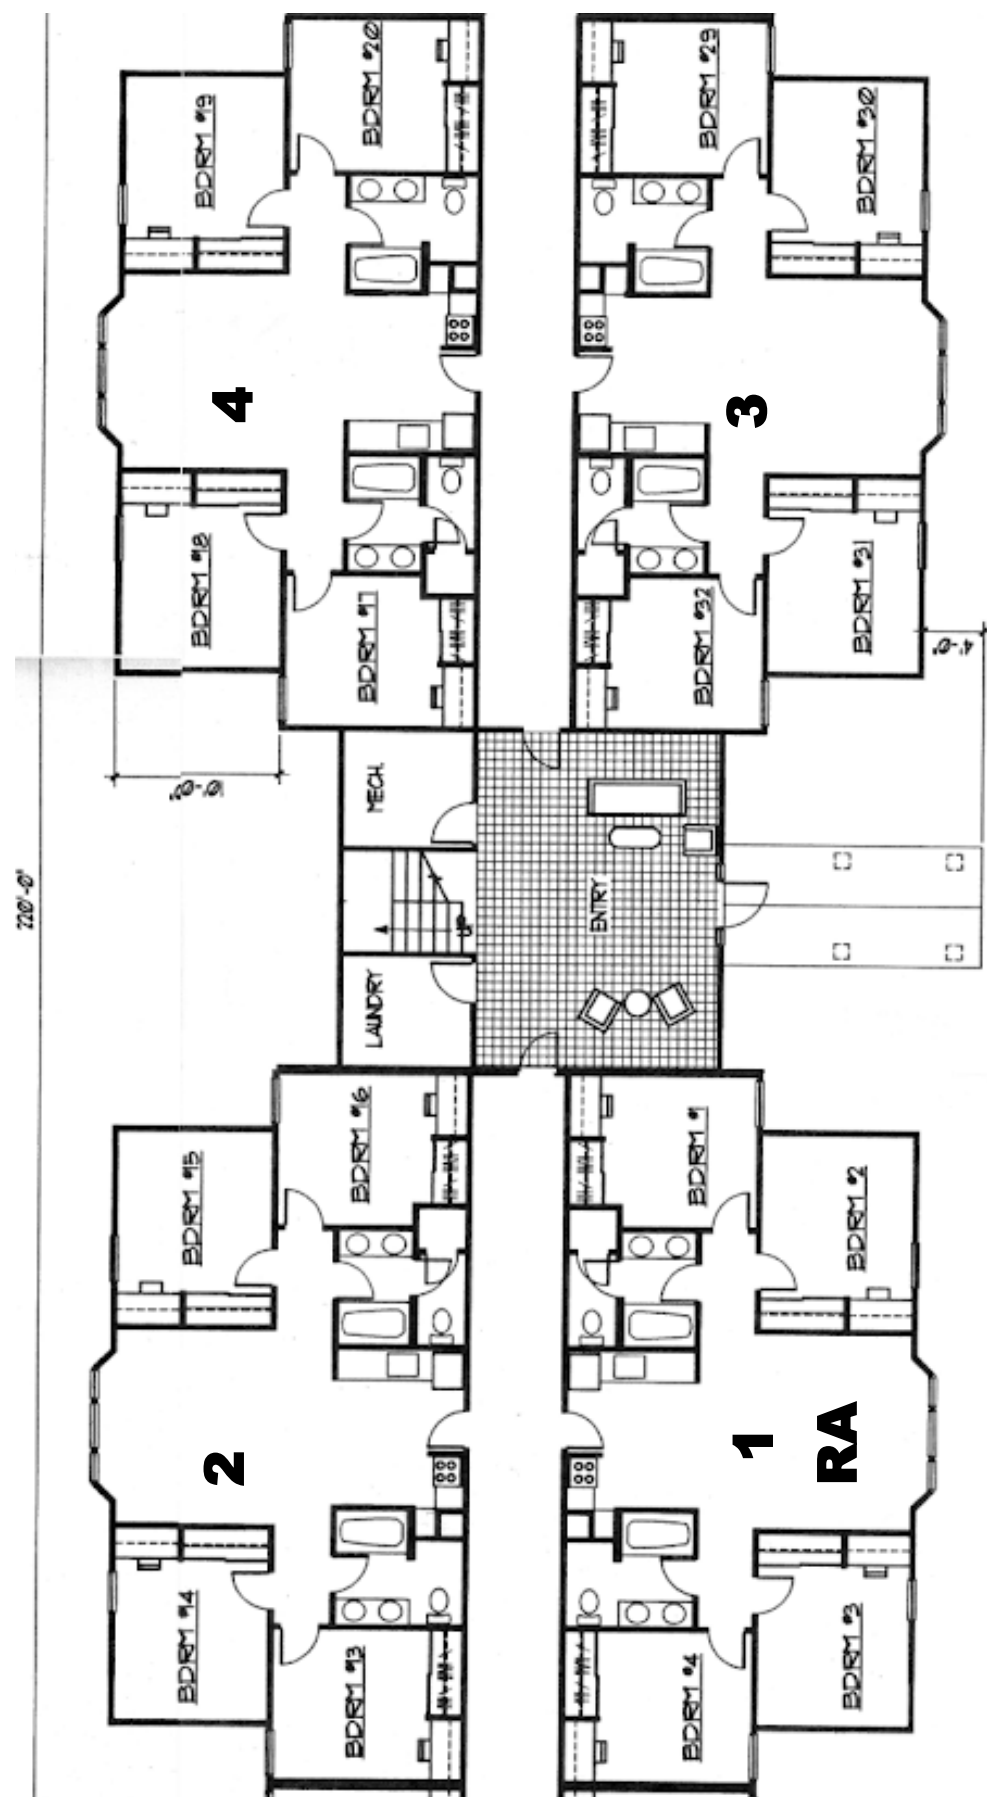 BDRM #19
BDRM #20
BDRM #29
BDRM #30
4
3
BDRM #18
BDRM #17
BDRM #32
BDRM #31
4'-0"
MECH.
220'-0"
UP
ENTRY
LAUNDRY
BDRM #15
BDRM #16
BDRM #1
BDRM #2
2
1
RA
BDRM #14
BDRM #13
BDRM #4
BDRM #3